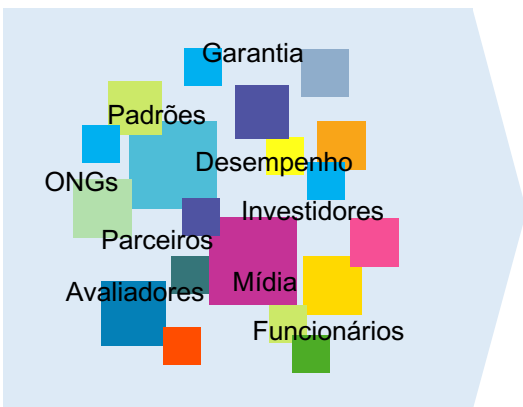 Garantia
Padrões
Desempenho
ONGs
Investidores
Parceiros
Mídia
Avaliadores
Funcionários